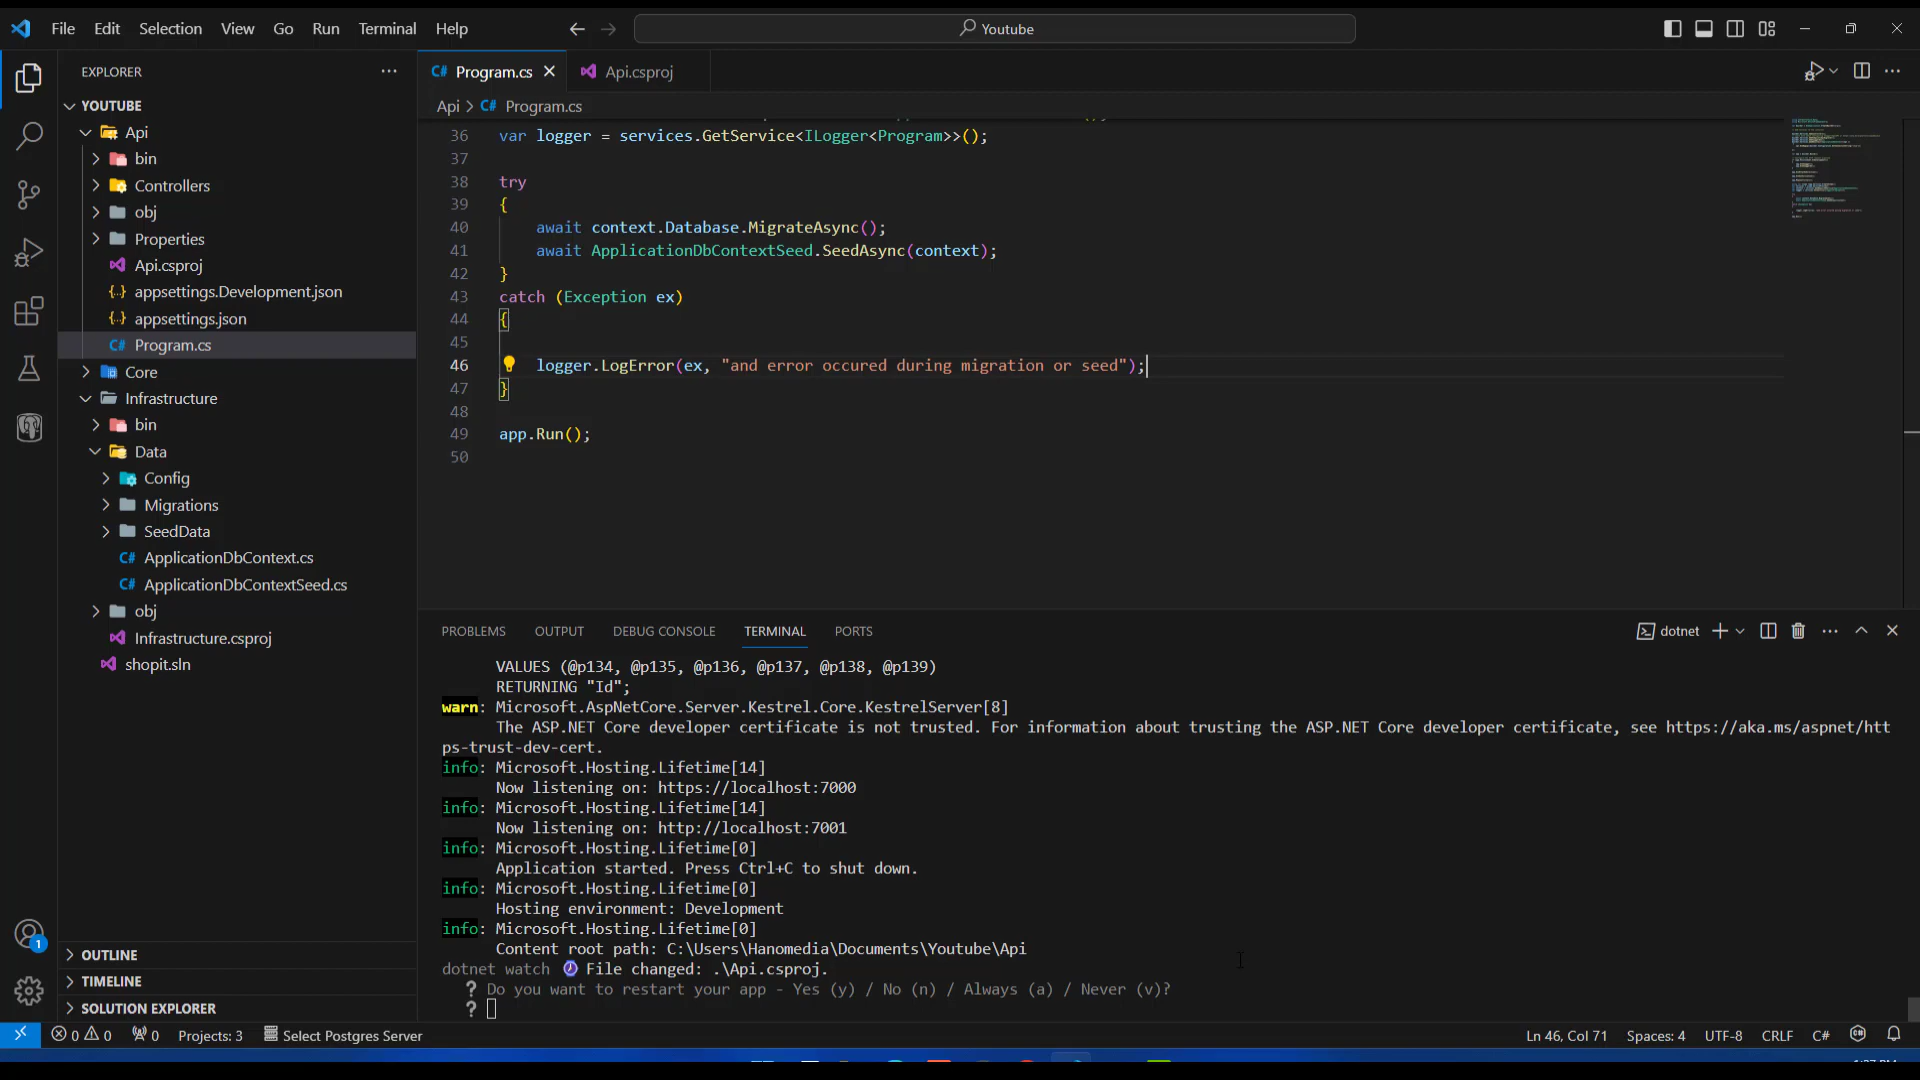 File Edit Selection View Go Run Terminal Help
Youtube
EXPLORER
YOUTUBE
Api
bin
Controllers
obj
Properties
Api.csproj
appsettings.Development.json
appsettings.json
Program.cs
Core
Infrastructure
bin
Data
Config
Migrations
SeedData
ApplicationDbContext.cs
ApplicationDbContextSeed.cs
obj
Infrastructure.csproj
shopit.sln
OUTLINE
TIMELINE
SOLUTION EXPLORER
1
C# Program.cs
Api.csproj
Api > C# Program.cs
36 var logger = services.GetService<ILogger<Program>>();
37
38 try
39 {
40 await context.Database.MigrateAsync();
41 await ApplicationDbContextSeed.SeedAsync(context);
42 }
43 catch (Exception ex)
44 {
45
46 logger.LogError(ex, "and error occured during migration or seed");
47 }
48
49 app.Run();
50
PROBLEMS OUTPUT DEBUG CONSOLE TERMINAL PORTS
dotnet
VALUES (@p134, @p135, @p136, @p137, @p138, @p139)
RETURNING "Id";
warn: Microsoft.AspNetCore.Server.Kestrel.Core.KestrelServer[8]
The ASP.NET Core developer certificate is not trusted. For information about trusting the ASP.NET Core developer certificate, see https://aka.ms/aspnet/htt
ps-trust-dev-cert.
info: Microsoft.Hosting.Lifetime[14]
Now listening on: https://localhost:7000
info: Microsoft.Hosting.Lifetime[14]
Now listening on: http://localhost:7001
info: Microsoft.Hosting.Lifetime[0]
Application started. Press Ctrl+C to shut down.
info: Microsoft.Hosting.Lifetime[0]
Hosting environment: Development
info: Microsoft.Hosting.Lifetime[0]
Content root path: C:\Users\Hanomedia\Documents\Youtube\Api
dotnet watch File changed: .\Api.csproj.
? Do you want to restart your app - Yes (y) / No (n) / Always (a) / Never (v)?
?
0 0 0 Projects: 3 Select Postgres Server
Ln 46, Col 71 Spaces: 4 UTF-8 CRLF C#